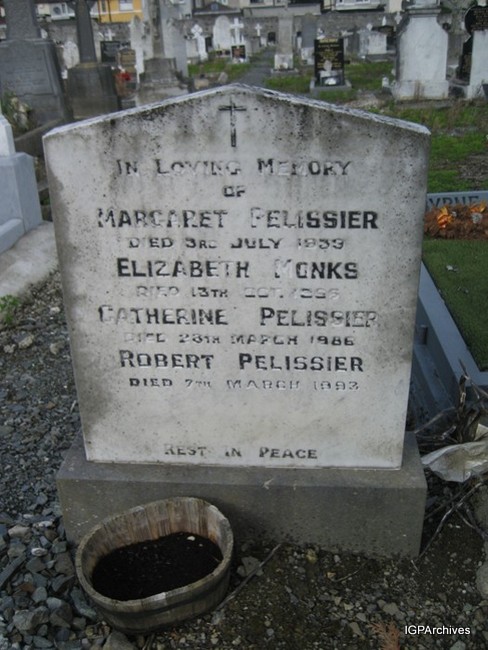 IN LOVING MEMORY
OF
MARGARET PELISSIER
DIED 3RD JULY 1939
ELIZABETH MONKS
DIED 13TH OCT.
CATHERINE PELISSIER
DIED MARCH 1986
ROBERT PELISSIER
DIED 7TH MARCH 1993
REST IN PEACE
YRNE
IGPArchives